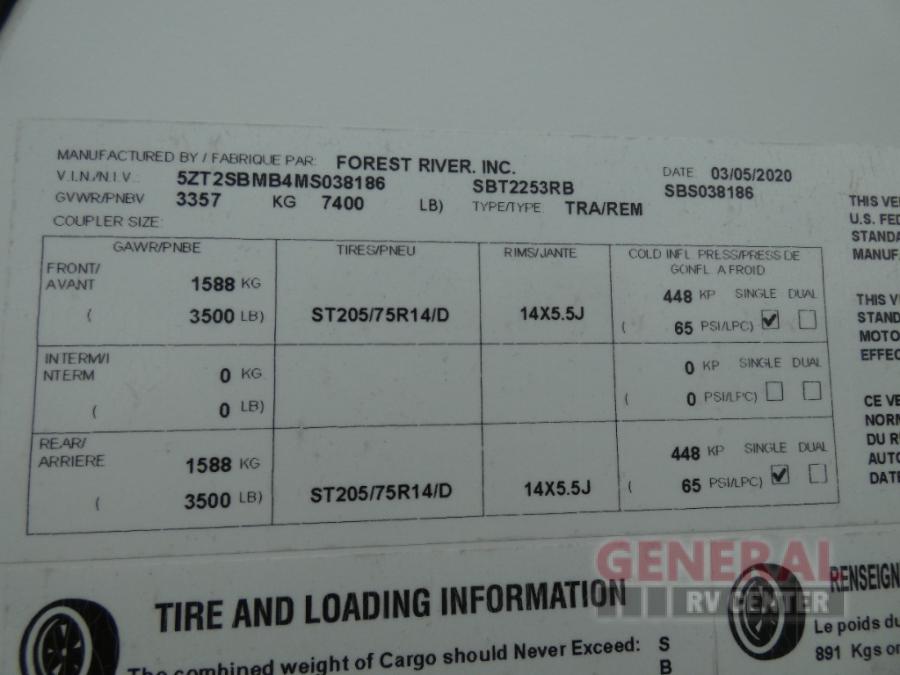 MANUFACTURED BY / FABRIQUE PAR: FOREST RIVER. INC.
DATE 03/05/2020
V.I.N./N.I.V.: 5ZT2SBMB4MS038186 SBT2253RB SBS038186
GVWR/PNBV 3357 KG 7400 LB) TYPE/TYPE TRA/REM
COUPLER SIZE:
GAWR/PNBE TIRES/PNEU RIMS/JANTE COLD INFL PRESS/PRESS DE
GONFL A FROID
FRONT/
AVANT 1588 KG 448 KP SINGLE DUAL
( 3500 LB) ST205/75R14/D 14X5.5J ( 65 PSI/LPC)
INTERM/I
NTERM 0 KG 0 KP SINGLE DUAL
( 0 LB) ( 0 PSI/LPC)
REAR/
ARRIERE 1588 KG 448 KP SINGLE DUAL
( 3500 LB) ST205/75R14/D 14X5.5J ( 65 PSI/LPC)
THIS VE
U.S. FED
STANDA
MANUF.
THIS V
STAN
MOTO
EFFEC
CE VE
NORM
DU R
AUTO
DATE
TIRE AND LOADING INFORMATION
The combined weight of Cargo should Never Exceed: S
B
RENSEIGN
Le poids du
891 Kgs or
GENERAL
RV CENTER